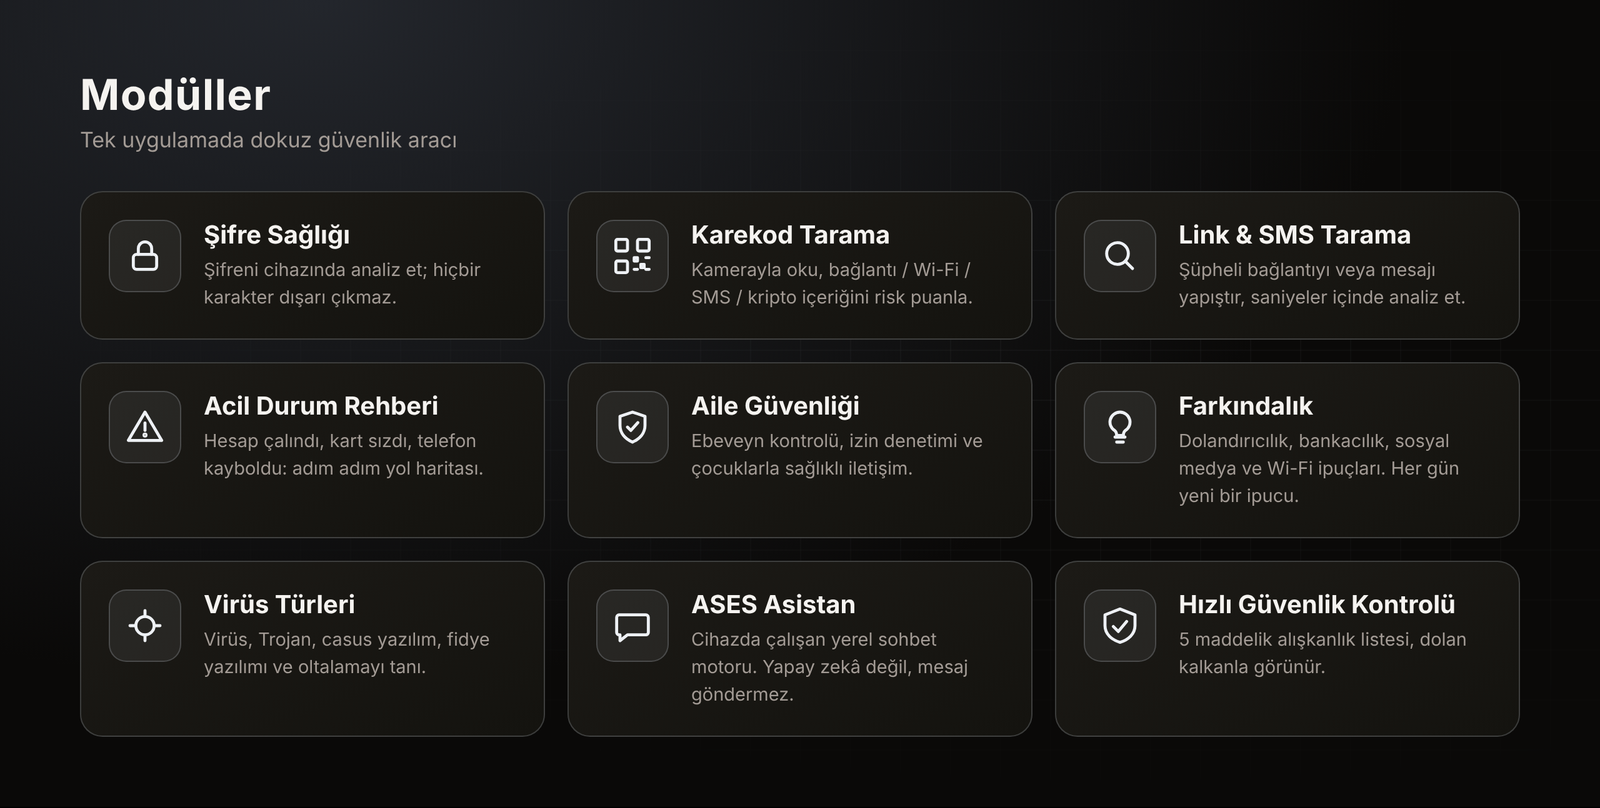 Modüller
Tek uygulamada dokuz güvenlik aracı
Şifre Sağlığı
Şifreni cihazında analiz et; hiçbir
karakter dışarı çıkmaz.
Karekod Tarama
Kamerayla oku, bağlantı / Wi-Fi /
SMS / kripto içeriğini risk puanla.
Link & SMS Tarama
Şüpheli bağlantıyı veya mesajı
yapıştır, saniyeler içinde analiz et.
Acil Durum Rehberi
Hesap çalındı, kart sızdı, telefon
kayboldu: adım adım yol haritası.
Aile Güvenliği
Ebeveyn kontrolü, izin denetimi ve
çocuklarla sağlıklı iletişim.
Farkındalık
Dolandırıcılık, bankacılık, sosyal
medya ve Wi-Fi ipuçları. Her gün
yeni bir ipucu.
Virüs Türleri
Virüs, Trojan, casus yazılım, fidye
yazılımı ve oltalamayı tanı.
ASES Asistan
Cihazda çalışan yerel sohbet
motoru. Yapay zekâ değil, mesaj
göndermez.
Hızlı Güvenlik Kontrolü
5 maddelik alışkanlık listesi, dolan
kalkanla görünür.